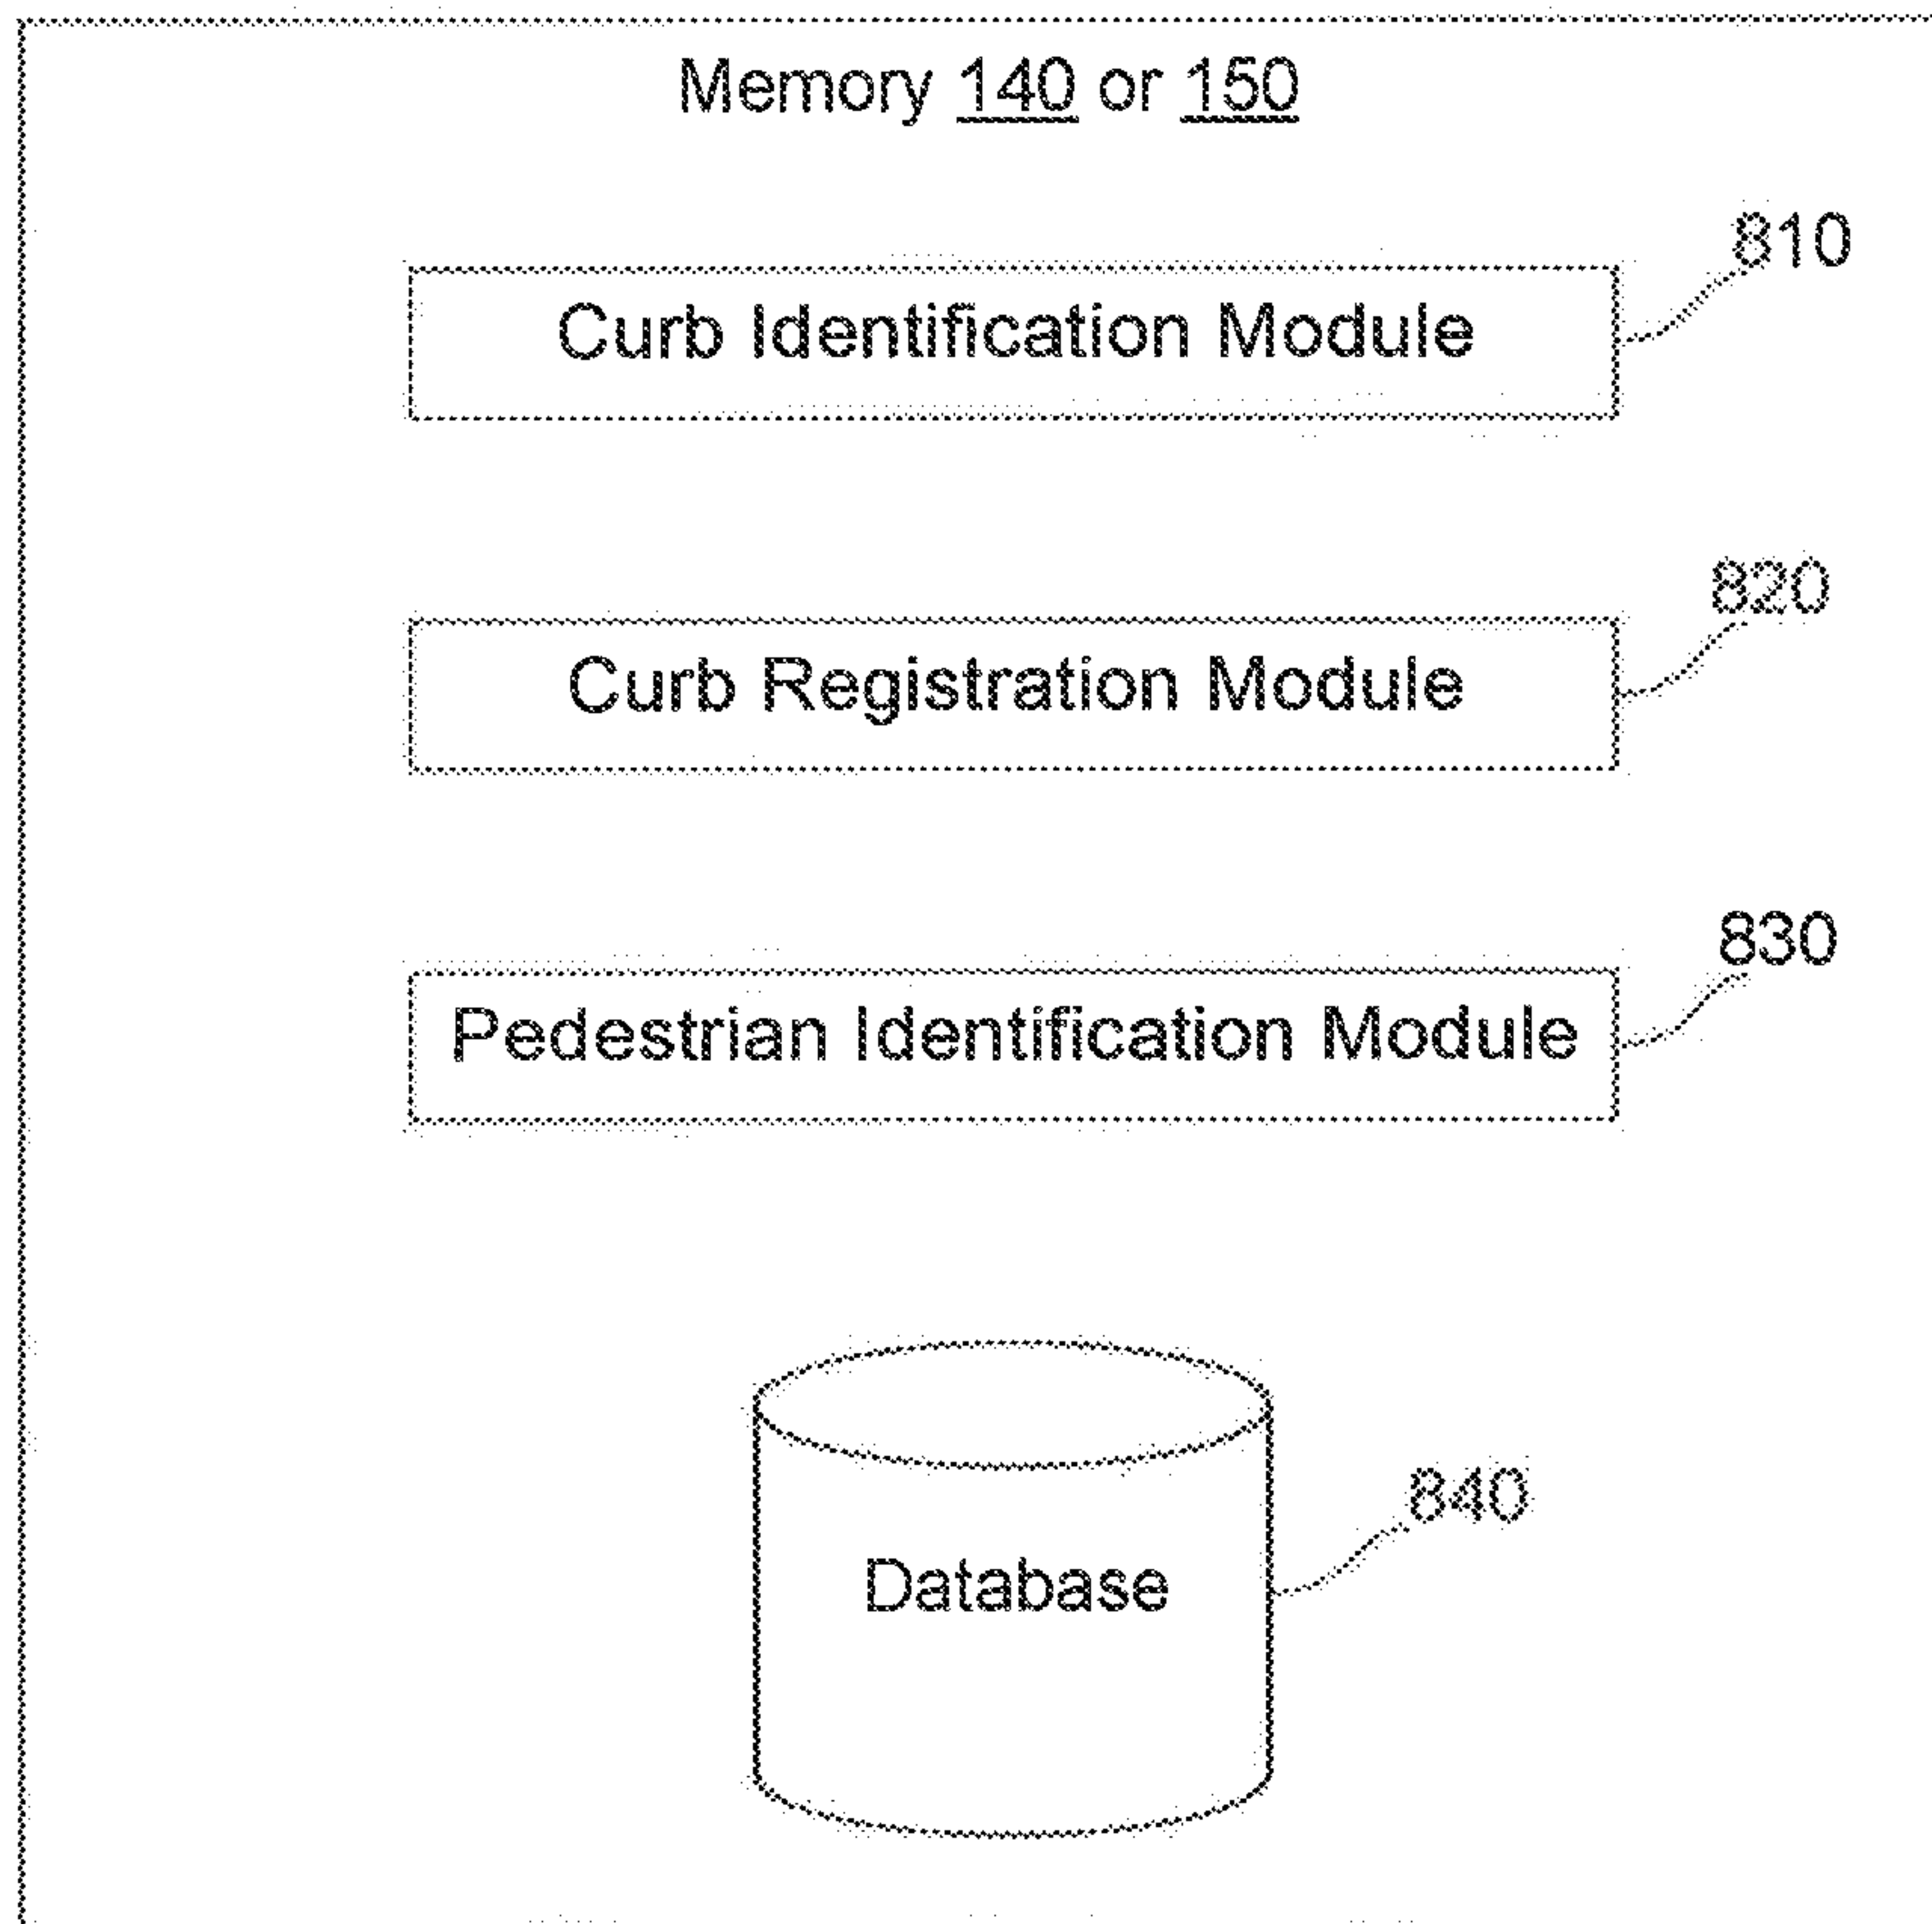 Memory 140 or 150
810
Curb Identification Module
820
Curb Registration Module
830
Pedestrian Identification Module
840
Database